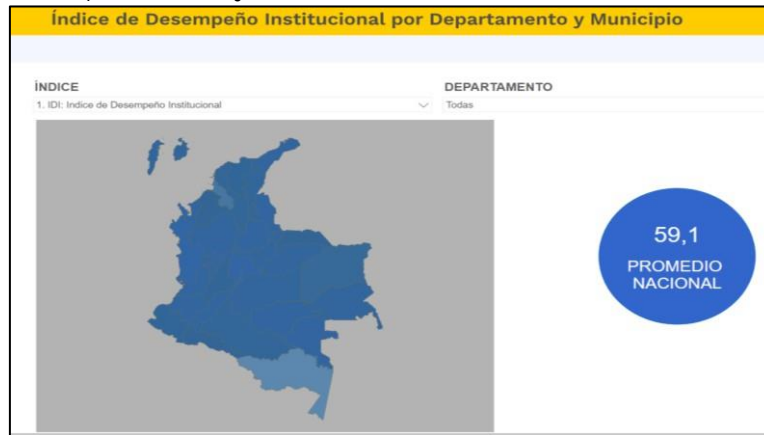 Índice de Desempeño Institucional por Departamento y Municipio
ÍNDICE
DEPARTAMENTO
1. IDI: Indice de Desempeño Institucional
Todas
59,1
PROMEDIO
NACIONAL